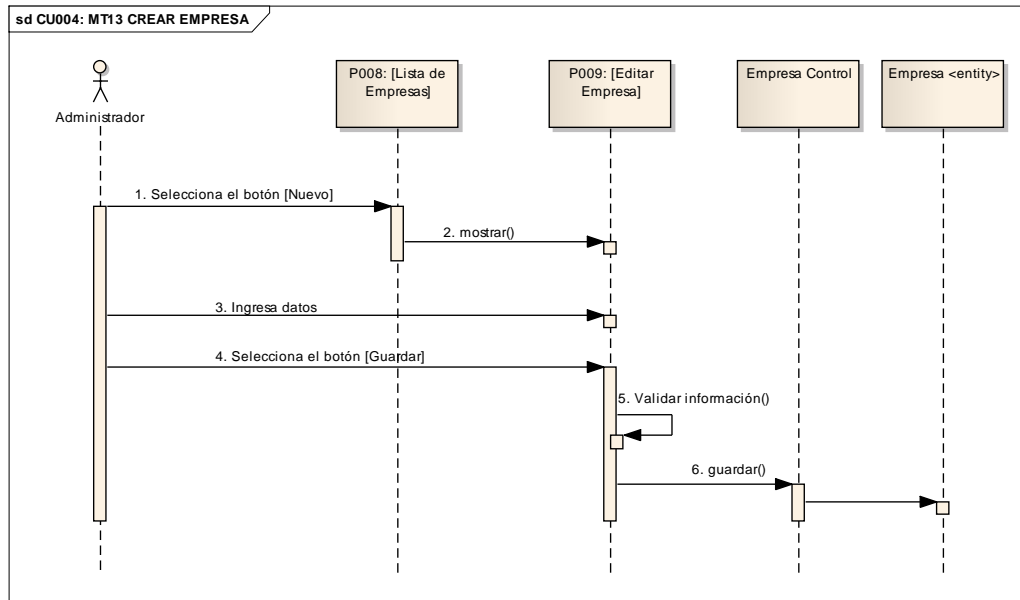 sd CU004: MT13 CREAR EMPRESA
Administrador
P008: [Lista de
Empresas]
P009: [Editar
Empresa]
Empresa Control
Empresa <entity>
1. Selecciona el botón [Nuevo]
2. mostrar()
3. Ingresa datos
4. Selecciona el botón [Guardar]
5. Validar información()
6. guardar()